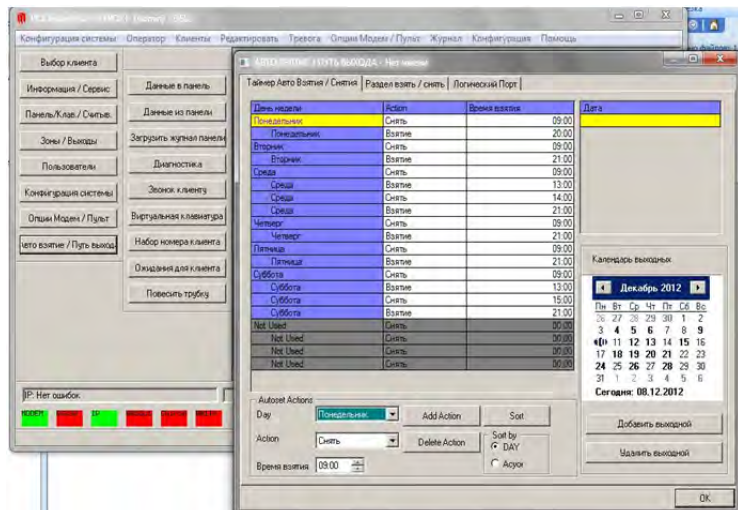 Конфигурация системы Оператор Клиенты Редактировать Тревога Опции Модем / Пульт Журнал Конфигурация Помощь
Выбор клиента
Информация / Сервис
Панель/Клав./Считыв.
Зоны / Выходы
Пользователи
Конфигурация системы
Опции Модем / Пульт
Авто взятие / Путь выход
Данные в панель
Данные из панели
Загрузить журнал панели
Диагностика
Звонок клиенту
Виртуальная клавиатура
Набор номера клиента
Ожидания для клиента
Повесить трубку
IP: Нет ошибок.
MODEM
IP
АВТО ВЗЯТИЕ / ПУТЬ ВЫХОДА - Нет имени
Таймер Авто Взятия / Снятия Раздел взять / снять Логический Порт
День недели Action Время взятия
Понедельник Снять 09:00
Понедельник Взятие 20:00
Вторник Снять 09:00
Вторник Взятие 21:00
Среда Снять 09:00
Среда Взятие 13:00
Среда Снять 14:00
Среда Взятие 21:00
Четверг Снять 09:00
Четверг Взятие 21:00
Пятница Снять 09:00
Пятница Взятие 21:00
Суббота Снять 09:00
Суббота Взятие 13:00
Суббота Снять 15:00
Суббота Взятие 21:00
Not Used Снять 00:00
Not Used Снять 00:00
Not Used Снять 00:00
Not Used Снять 00:00
Дата
Календарь выходных
Декабрь 2012
Пн Вт Ср Чт Пт Сб Вс
26 27 28 29 30 1 2
3 4 5 6 7 8 9
11 12 13 14 15 16
17 18 19 20 21 22 23
24 25 26 27 28 29 30
31 1 2 3 4 5 6
Сегодня: 08.12.2012
Добавить выходной
Удалить выходной
Autoset Actions
Day Понедельник Add Action Sort
Action Снять Delete Action Sort by
DAY
Время взятия 09:00
OK